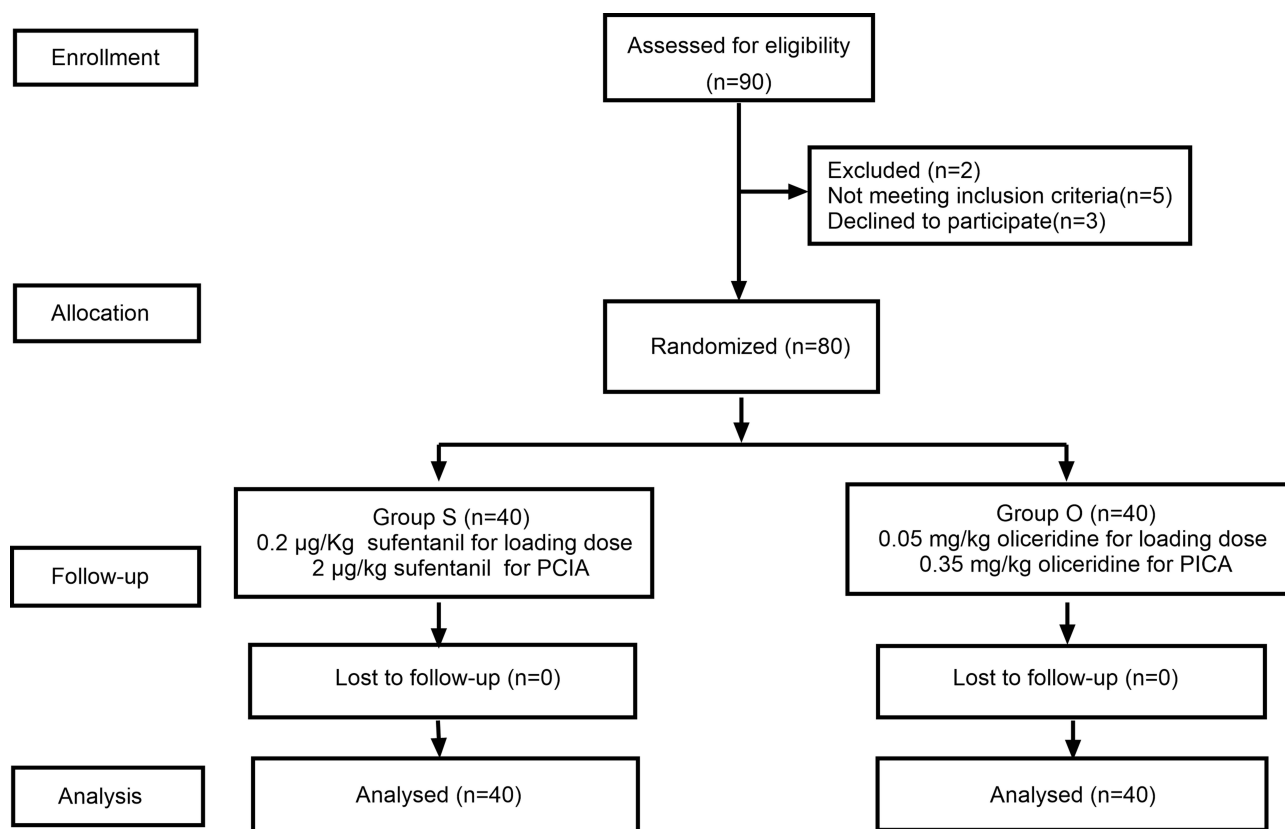 Enrollment
Assessed for eligibility
(n=90)
Excluded (n=2)
Not meeting inclusion criteria(n=5)
Declined to participate(n=3)
Allocation
Randomized (n=80)
Group S (n=40)
0.2 µg/Kg sufentanil for loading dose
2 µg/kg sufentanil for PCIA
Group O (n=40)
0.05 mg/kg oliceridine for loading dose
0.35 mg/kg oliceridine for PICA
Follow-up
Lost to follow-up (n=0)
Lost to follow-up (n=0)
Analysis
Analysed (n=40)
Analysed (n=40)